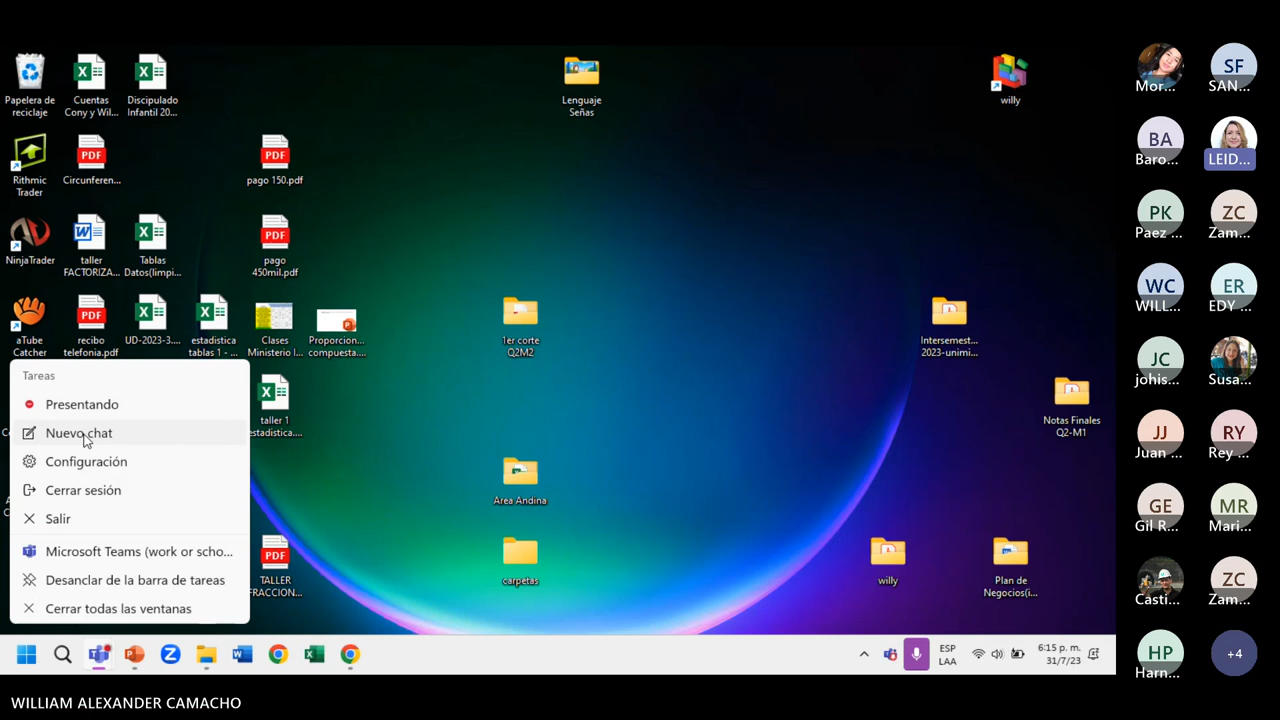 Papelera de
reciclaje
Cuentas
Cony y Wil...
Discipulado
Infantil 20...
Lenguaje
Señas
willy
Rithmic
Trader
PDF
Circunferen...
PDF
pago 150.pdf
NinjaTrader
taller
FACTORIZA...
Tablas
Datos(limpi...
PDF
pago
450mil.pdf
aTube
Catcher
PDF
recibo
telefonia.pdf
UD-2023-3...
estadistica
tablas 1 - ...
Clases
Ministerio I...
Proporcion...
compuesta....
1er corte
Q2M2
Intersemest...
2023-unimi...
taller 1
estadistica....
Notas Finales
Q2-M1
Area Andina
PDF
TALLER
FRACCION...
carpetas
willy
Plan de
Negocios(i...
Tareas
Presentando
Nuevo chat
Configuración
Cerrar sesión
Salir
Microsoft Teams (work or scho...
Desanclar de la barra de tareas
Cerrar todas las ventanas
ESP
LAA
6:15 p. m.
31/7/23
WILLIAM ALEXANDER CAMACHO
Mor...
SF
SAN...
BA
Baro...
LEID...
PK
Paez ...
ZC
Zam...
WC
WILL...
ER
EDY ...
JC
johis...
Susa...
JJ
Juan ...
RY
Rey ...
GE
Gil R...
MR
Mari...
Casti...
ZC
Zam...
HP
Harn...
+4